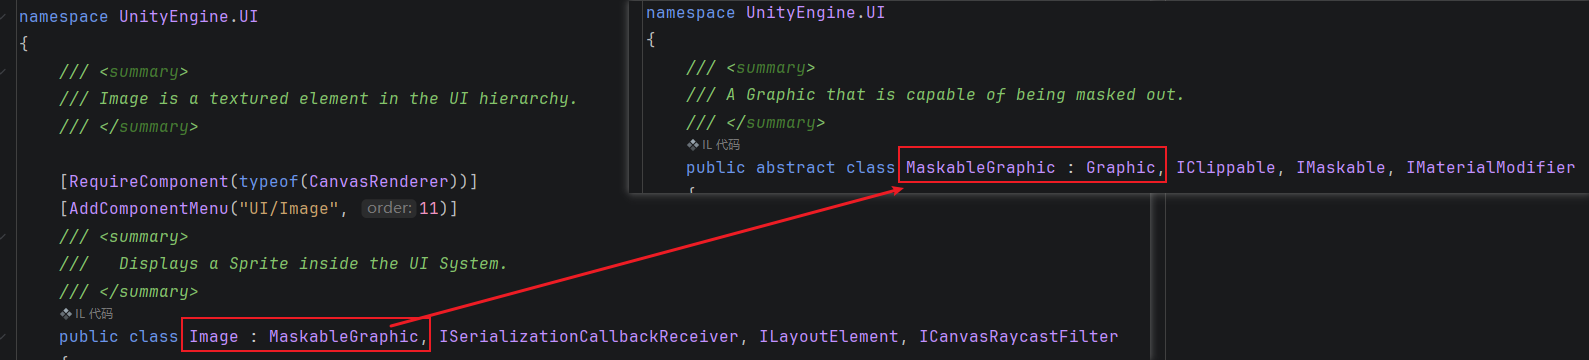 namespace UnityEngine.UI
{
/// <summary>
/// Image is a textured element in the UI hierarchy.
/// </summary>
[RequireComponent(typeof(CanvasRenderer))]
[AddComponentMenu("UI/Image", order: 11)]
/// <summary>
///   Displays a Sprite inside the UI System.
/// </summary>
IL 代码
public class Image : MaskableGraphic, ISerializationCallbackReceiver, ILayoutElement, ICanvasRaycastFilter
{
namespace UnityEngine.UI
{
/// <summary>
/// A Graphic that is capable of being masked out.
/// </summary>
IL 代码
public abstract class MaskableGraphic : Graphic, IClippable, IMaskable, IMaterialModifier
{